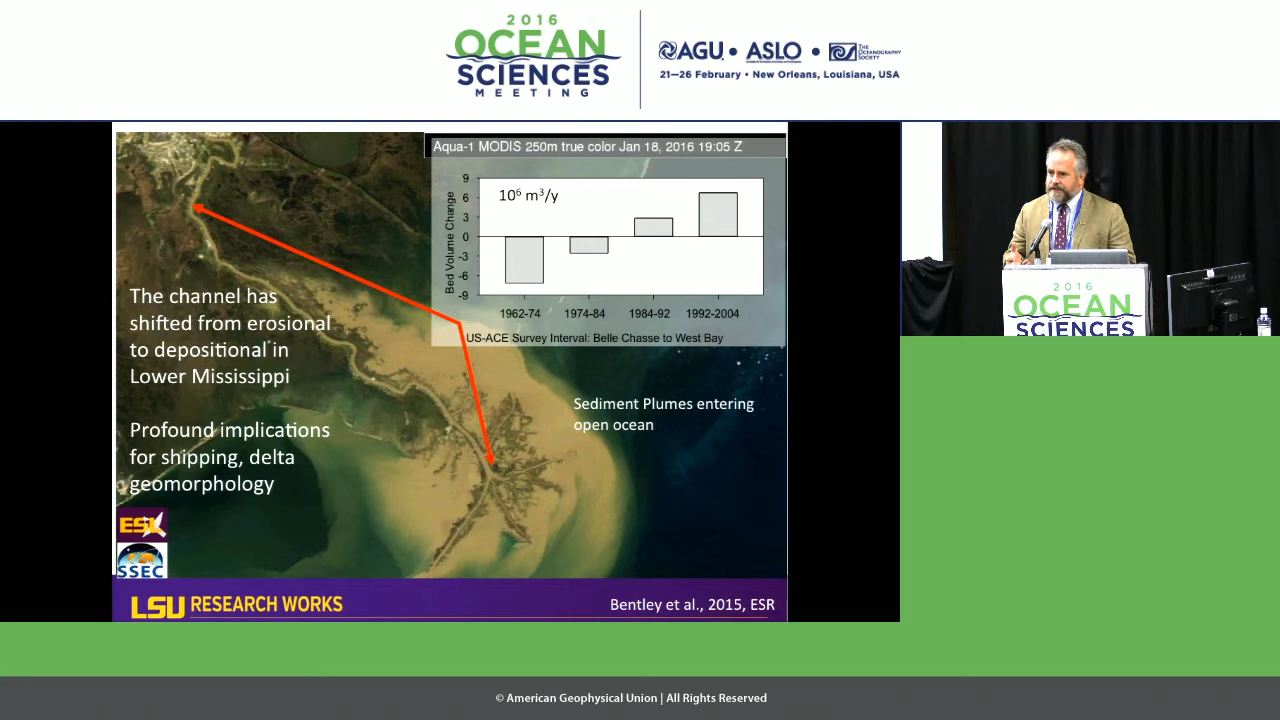 2016
OCEAN
SCIENCES
MEETING
AGU • ASLO • THE OCEANOGRAPHY SOCIETY
21–26 February • New Orleans, Louisiana, USA
Aqua-1 MODIS 250m true color Jan 18, 2016 19:05 Z
10⁶ m³/y
Bed Volume Change
9
6
3
0
-3
-6
-9
1962-74 1974-84 1984-92 1992-2004
US-ACE Survey Interval: Belle Chasse to West Bay
The channel has
shifted from erosional
to depositional in
Lower Mississippi
Profound implications
for shipping, delta
geomorphology
Sediment Plumes entering
open ocean
ESL
SSEC
LSU RESEARCH WORKS
Bentley et al., 2015, ESR
2016
OCEAN
SCIENCES
© American Geophysical Union | All Rights Reserved